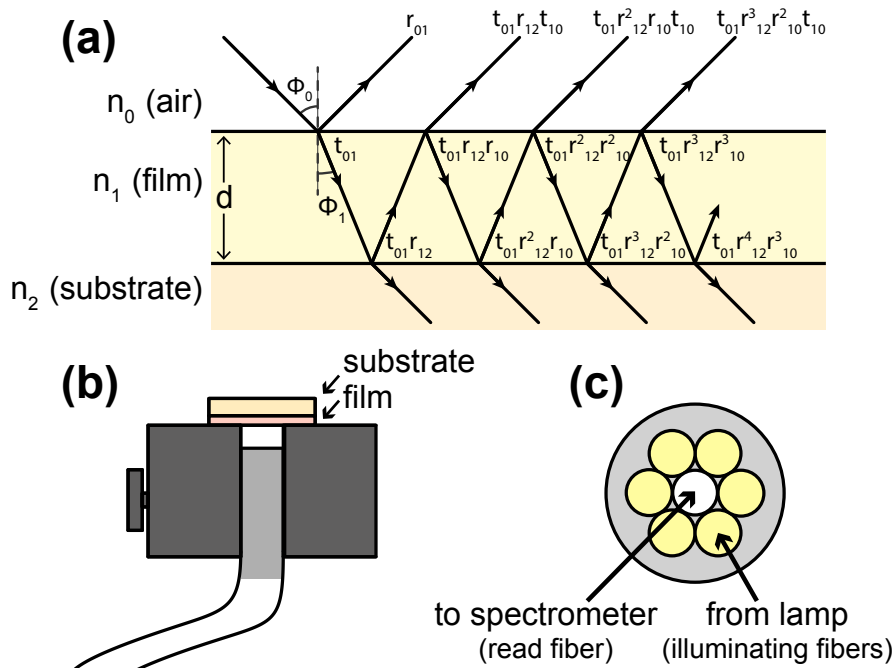 (a)
r₀₁
t₀₁r₁₂t₁₀
t₀₁r²₁₂r₁₀t₁₀
t₀₁r³₁₂r²₁₀t₁₀
Φ₀
n₀ (air)
t₀₁
t₀₁r₁₂r₁₀
t₀₁r²₁₂r²₁₀
t₀₁r³₁₂r³₁₀
n₁ (film)
d
Φ₁
t₀₁r₁₂
t₀₁r²₁₂r₁₀
t₀₁r³₁₂r²₁₀
t₀₁r⁴₁₂r³₁₀
n₂ (substrate)
(b)
substrate
film
(c)
to spectrometer
(read fiber)
from lamp
(illuminating fibers)